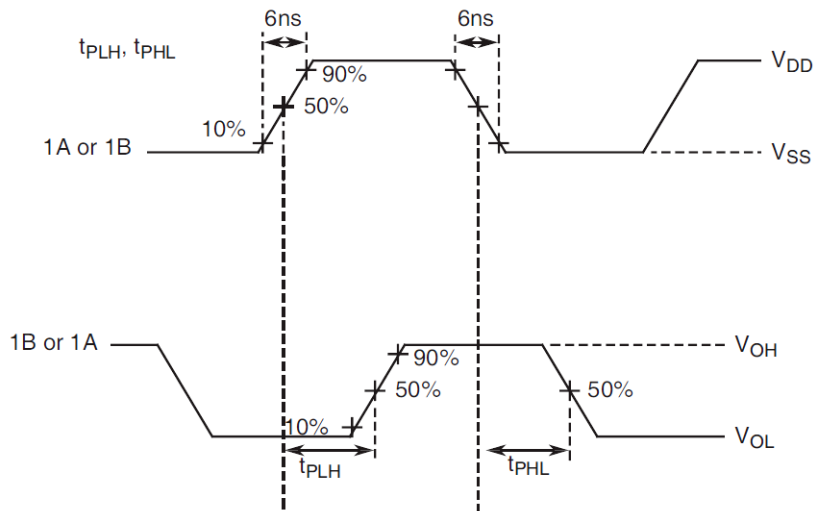 6ns
6ns
tPLH, tPHL
90%
VDD
50%
10%
1A or 1B
VSS
1B or 1A
VOH
90%
50%
50%
10%
VOL
tPLH
tPHL